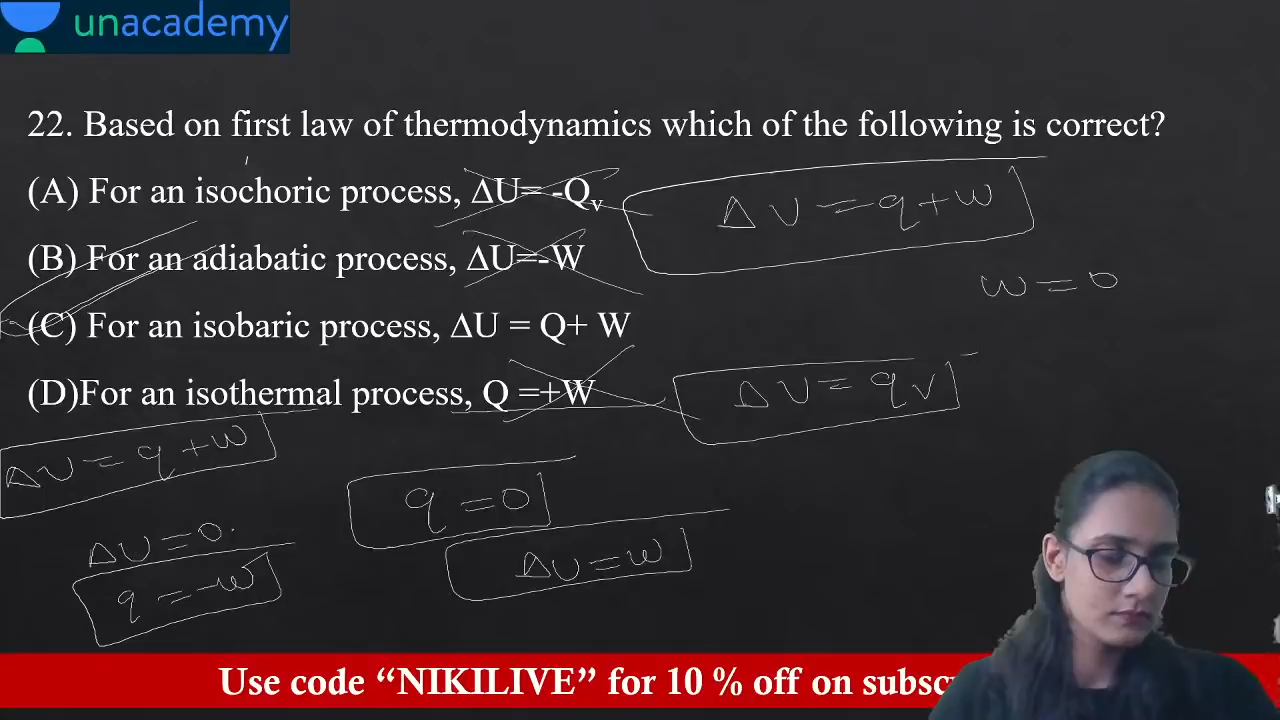 unacademy
22. Based on first law of thermodynamics which of the following is correct?
(A) For an isochoric process, ΔU= -Qᵥ
ΔU = q + w
(B) For an adiabatic process, ΔU=-W
w = 0
(C) For an isobaric process, ΔU = Q+ W
(D)For an isothermal process, Q =+W
ΔU = qv
ΔU = q + w
q = 0
ΔU = 0
ΔU = w
q = -w
Use code “NIKILIVE” for 10 % off on